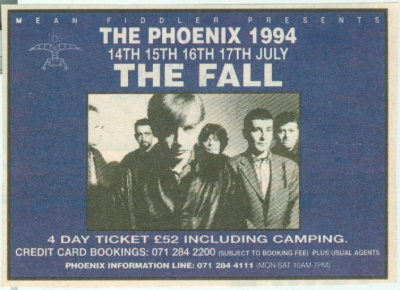 MEAN FIDDLER PRESENTS
THE PHOENIX 1994
14TH 15TH 16TH 17TH JULY
THE FALL
4 DAY TICKET £52 INCLUDING CAMPING.
CREDIT CARD BOOKINGS: 071 284 2200 (SUBJECT TO BOOKING FEE) PLUS USUAL AGENTS
PHOENIX INFORMATION LINE: 071 284 4111 (MON-SAT 10AM-7PM).